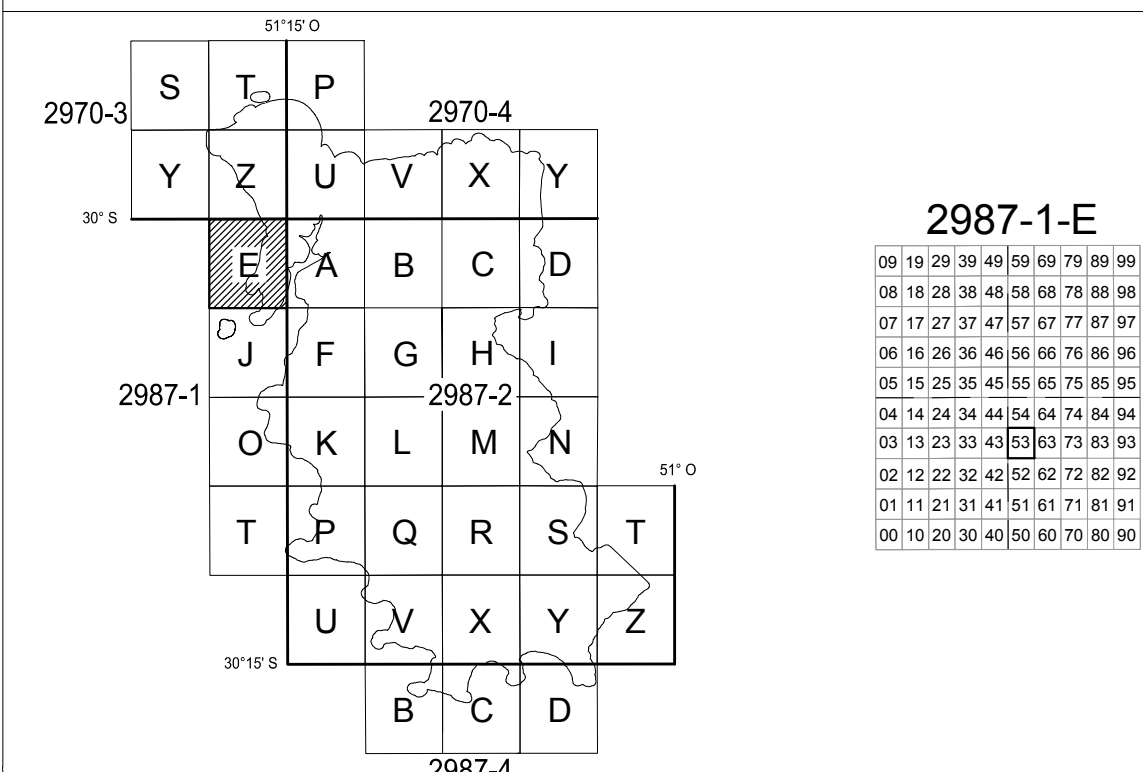 51°15' O
S T P
2970-3 2970-4
Y Z U V X Y
30° S
E A B C D
J F G H I
2987-1 2987-2
O K L M N
51° O
T P Q R S T
U V X Y Z
30°15' S
B C D
2987-4
2987-1-E
09 19 29 39 49 59 69 79 89 99
08 18 28 38 48 58 68 78 88 98
07 17 27 37 47 57 67 77 87 97
06 16 26 36 46 56 66 76 86 96
05 15 25 35 45 55 65 75 85 95
04 14 24 34 44 54 64 74 84 94
03 13 23 33 43 53 63 73 83 93
02 12 22 32 42 52 62 72 82 92
01 11 21 31 41 51 61 71 81 91
00 10 20 30 40 50 60 70 80 90